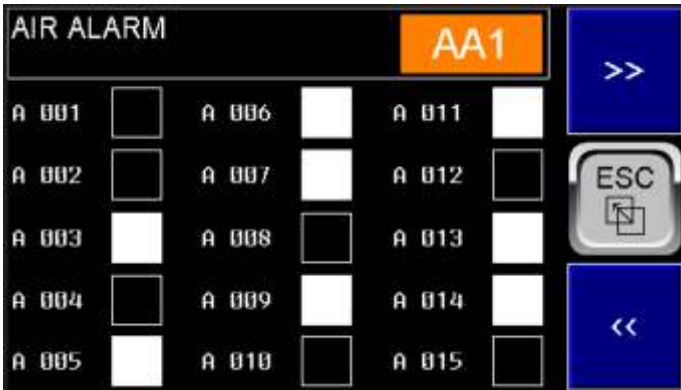 AIR ALARM AA1 >>
A 001 A 006 A 011
A 002 A 007 A 012 ESC
A 003 A 008 A 013
A 004 A 009 A 014 <<
A 005 A 010 A 015